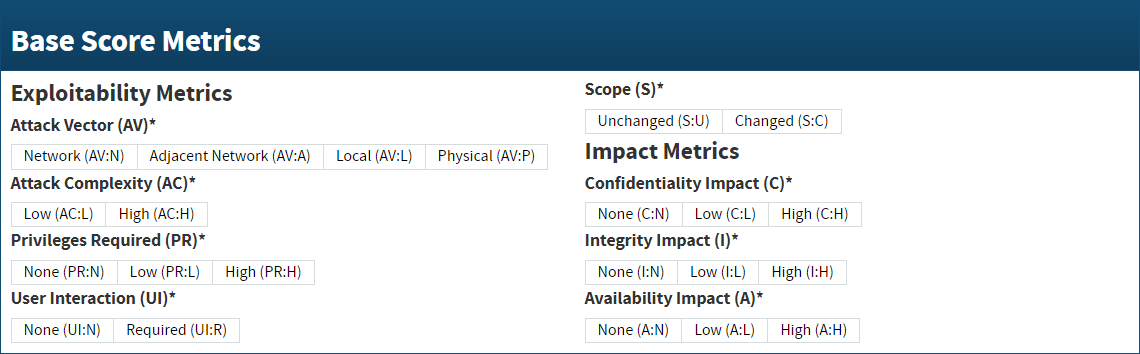 Base Score Metrics
Exploitability Metrics
Attack Vector (AV)*
Network (AV:N) Adjacent Network (AV:A) Local (AV:L) Physical (AV:P)
Attack Complexity (AC)*
Low (AC:L) High (AC:H)
Privileges Required (PR)*
None (PR:N) Low (PR:L) High (PR:H)
User Interaction (UI)*
None (UI:N) Required (UI:R)
Scope (S)*
Unchanged (S:U) Changed (S:C)
Impact Metrics
Confidentiality Impact (C)*
None (C:N) Low (C:L) High (C:H)
Integrity Impact (I)*
None (I:N) Low (I:L) High (I:H)
Availability Impact (A)*
None (A:N) Low (A:L) High (A:H)